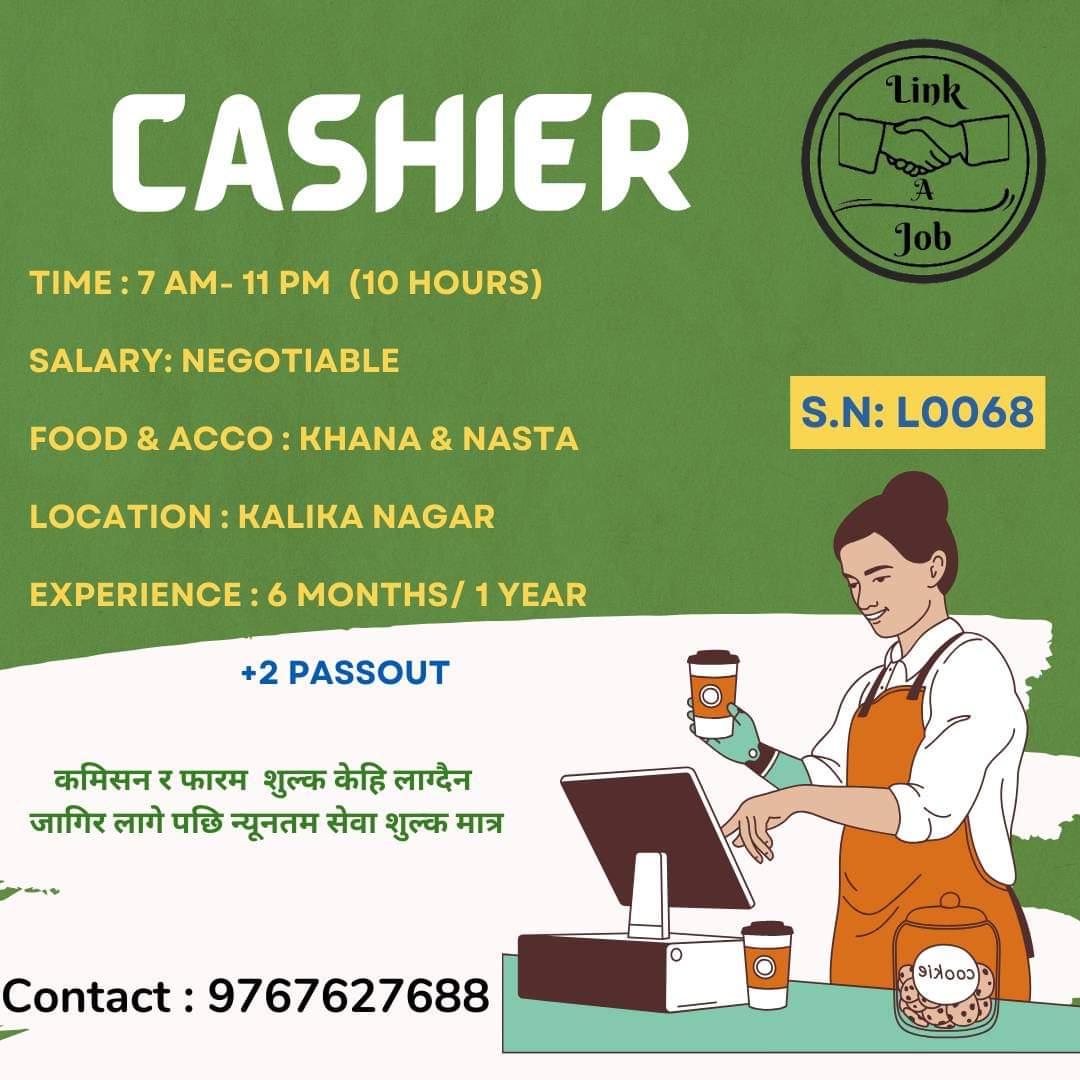 CASHIER
Link
A
Job
TIME : 7 AM- 11 PM (10 HOURS)
SALARY: NEGOTIABLE
S.N: L0068
FOOD & ACCO : KHANA & NASTA
LOCATION : KALIKA NAGAR
EXPERIENCE : 6 MONTHS/ 1 YEAR
+2 PASSOUT
कमिसन र फारम शुल्क केहि लाग्दैन
जागिर लागे पछि न्यूनतम सेवा शुल्क मात्र
cookie
Contact : 9767627688